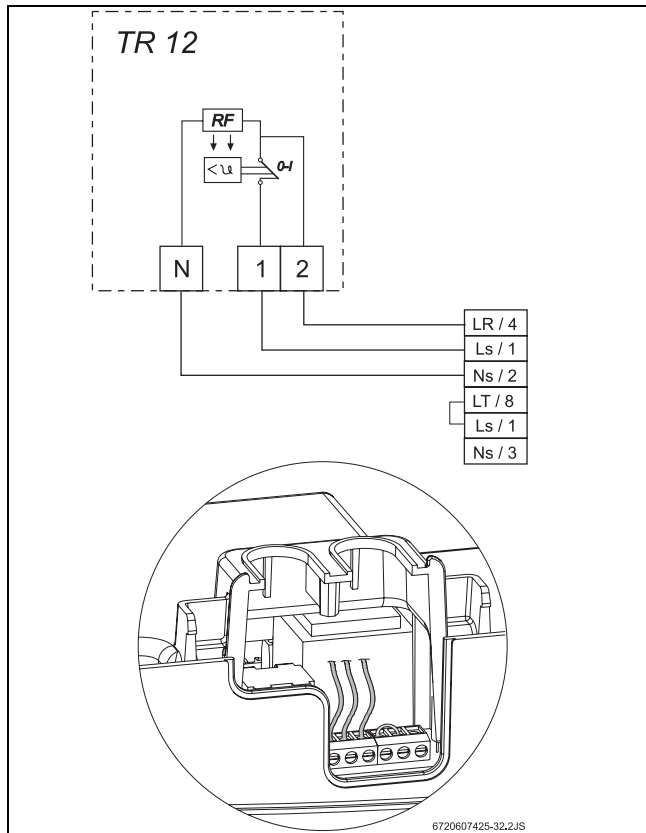 TR 12
RF
<ϑ
0-I
N 1 2
LR / 4
Ls / 1
Ns / 2
LT / 8
Ls / 1
Ns / 3
6720607425-32.2JS